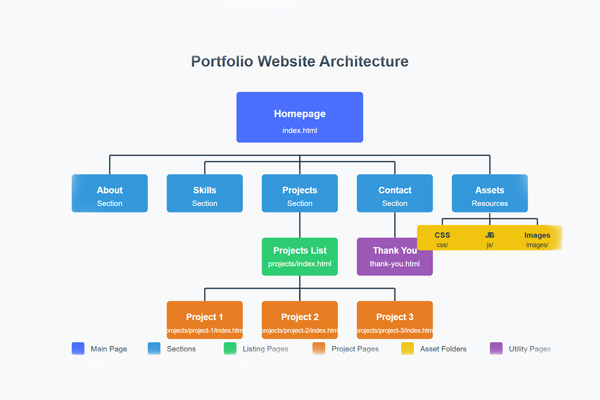 Portfolio Website Architecture
Homepage
index.html
About
Section
Skills
Section
Projects
Section
Contact
Section
Assets
Resources
Projects List
projects/index.html
Thank You
thank-you.html
CSS
css/
JS
js/
Images
images/
Project 1
projects/project-1/index.htm
Project 2
projects/project-2/index.htm
Project 3
projects/project-3/index.htm
Main Page
Sections
Listing Pages
Project Pages
Asset Folders
Utility Pages